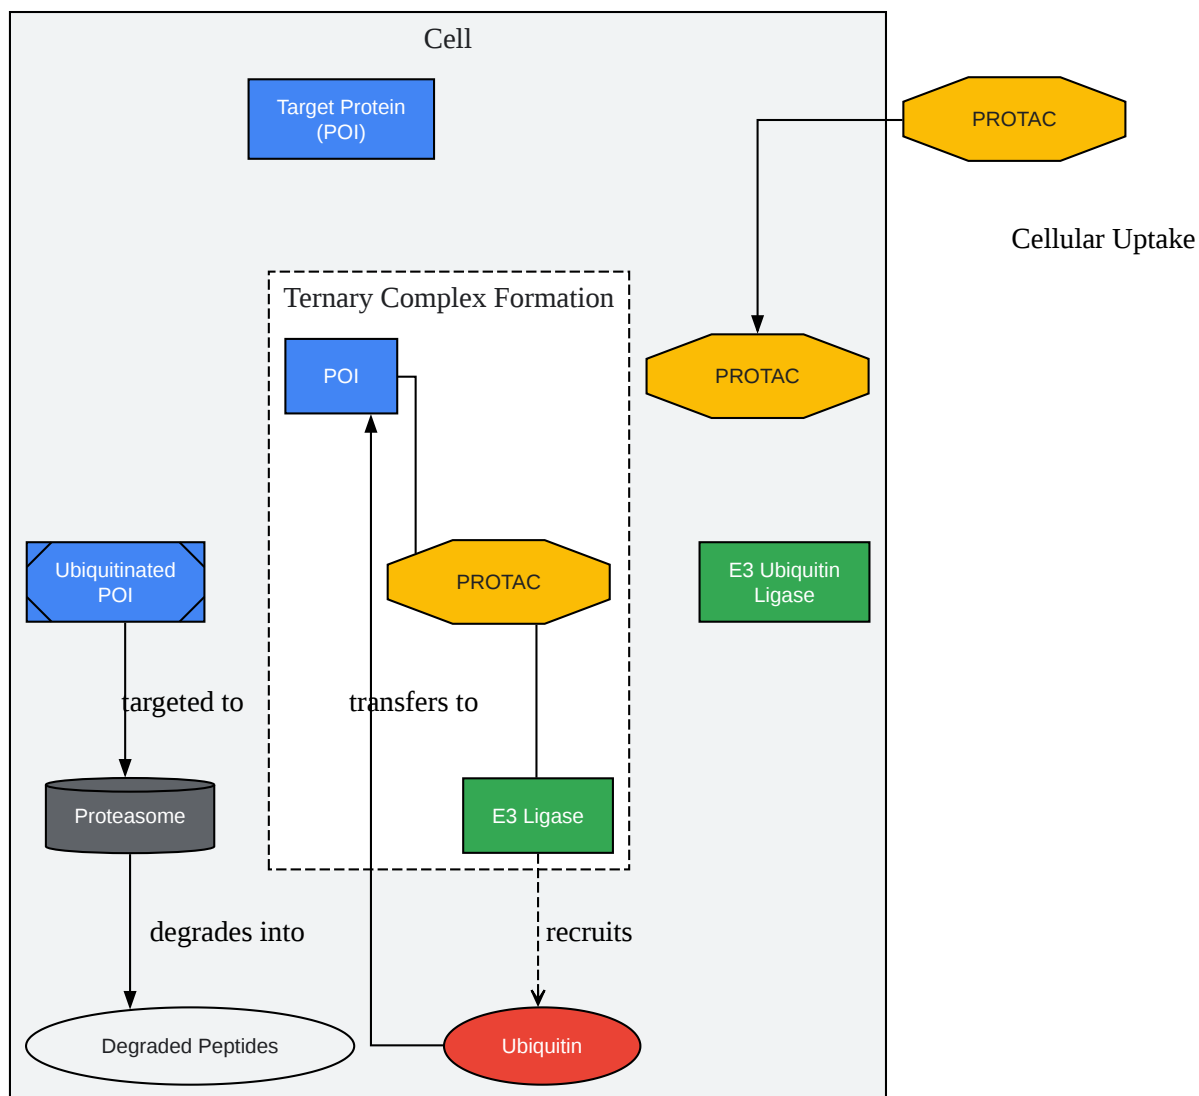 Cell
Target Protein
(POI)
PROTAC
Cellular Uptake
Ternary Complex Formation
POI
PROTAC
Ubiquitinated
POI
PROTAC
E3 Ubiquitin
Ligase
targeted to
transfers to
Proteasome
E3 Ligase
degrades into
recruits
Degraded Peptides
Ubiquitin